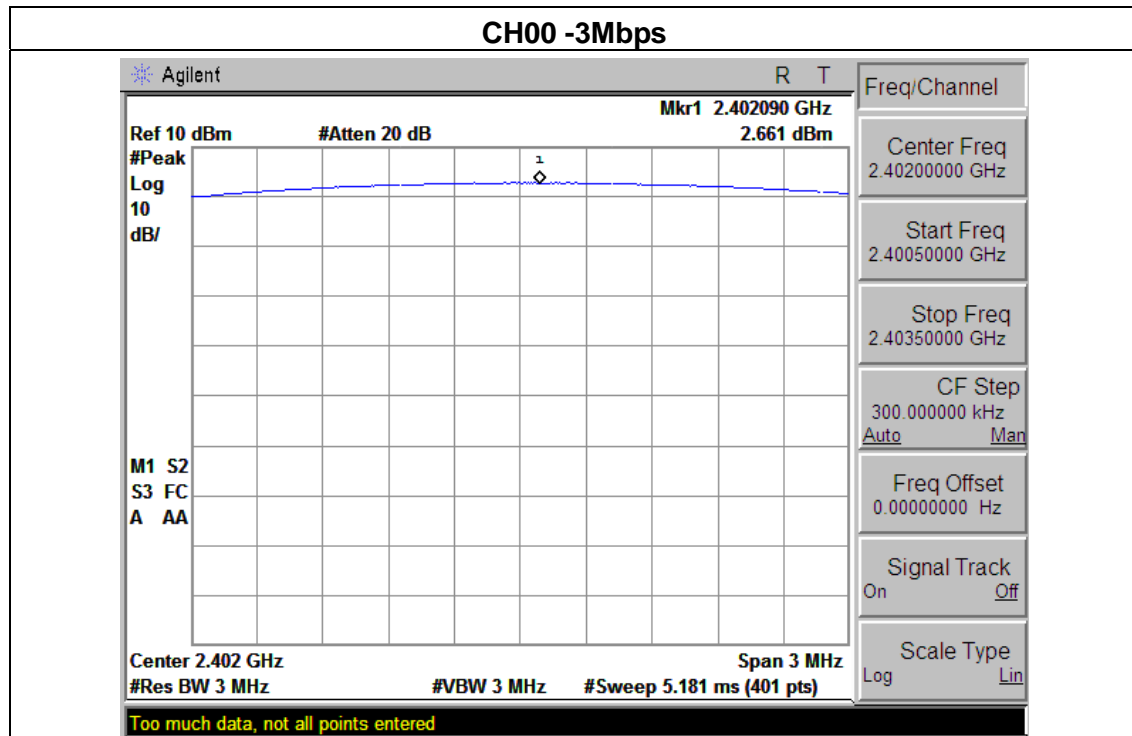 CH00 -3Mbps
Agilent R T
Mkr1 2.402090 GHz
Ref 10 dBm #Atten 20 dB 2.661 dBm
#Peak
Log
10
dB/
1
M1 S2
S3 FC
A AA
Center 2.402 GHz Span 3 MHz
#Res BW 3 MHz #VBW 3 MHz #Sweep 5.181 ms (401 pts)
Too much data, not all points entered
Freq/Channel
Center Freq
2.40200000 GHz
Start Freq
2.40050000 GHz
Stop Freq
2.40350000 GHz
CF Step
300.000000 kHz
Auto Man
Freq Offset
0.00000000 Hz
Signal Track
On Off
Scale Type
Log Lin